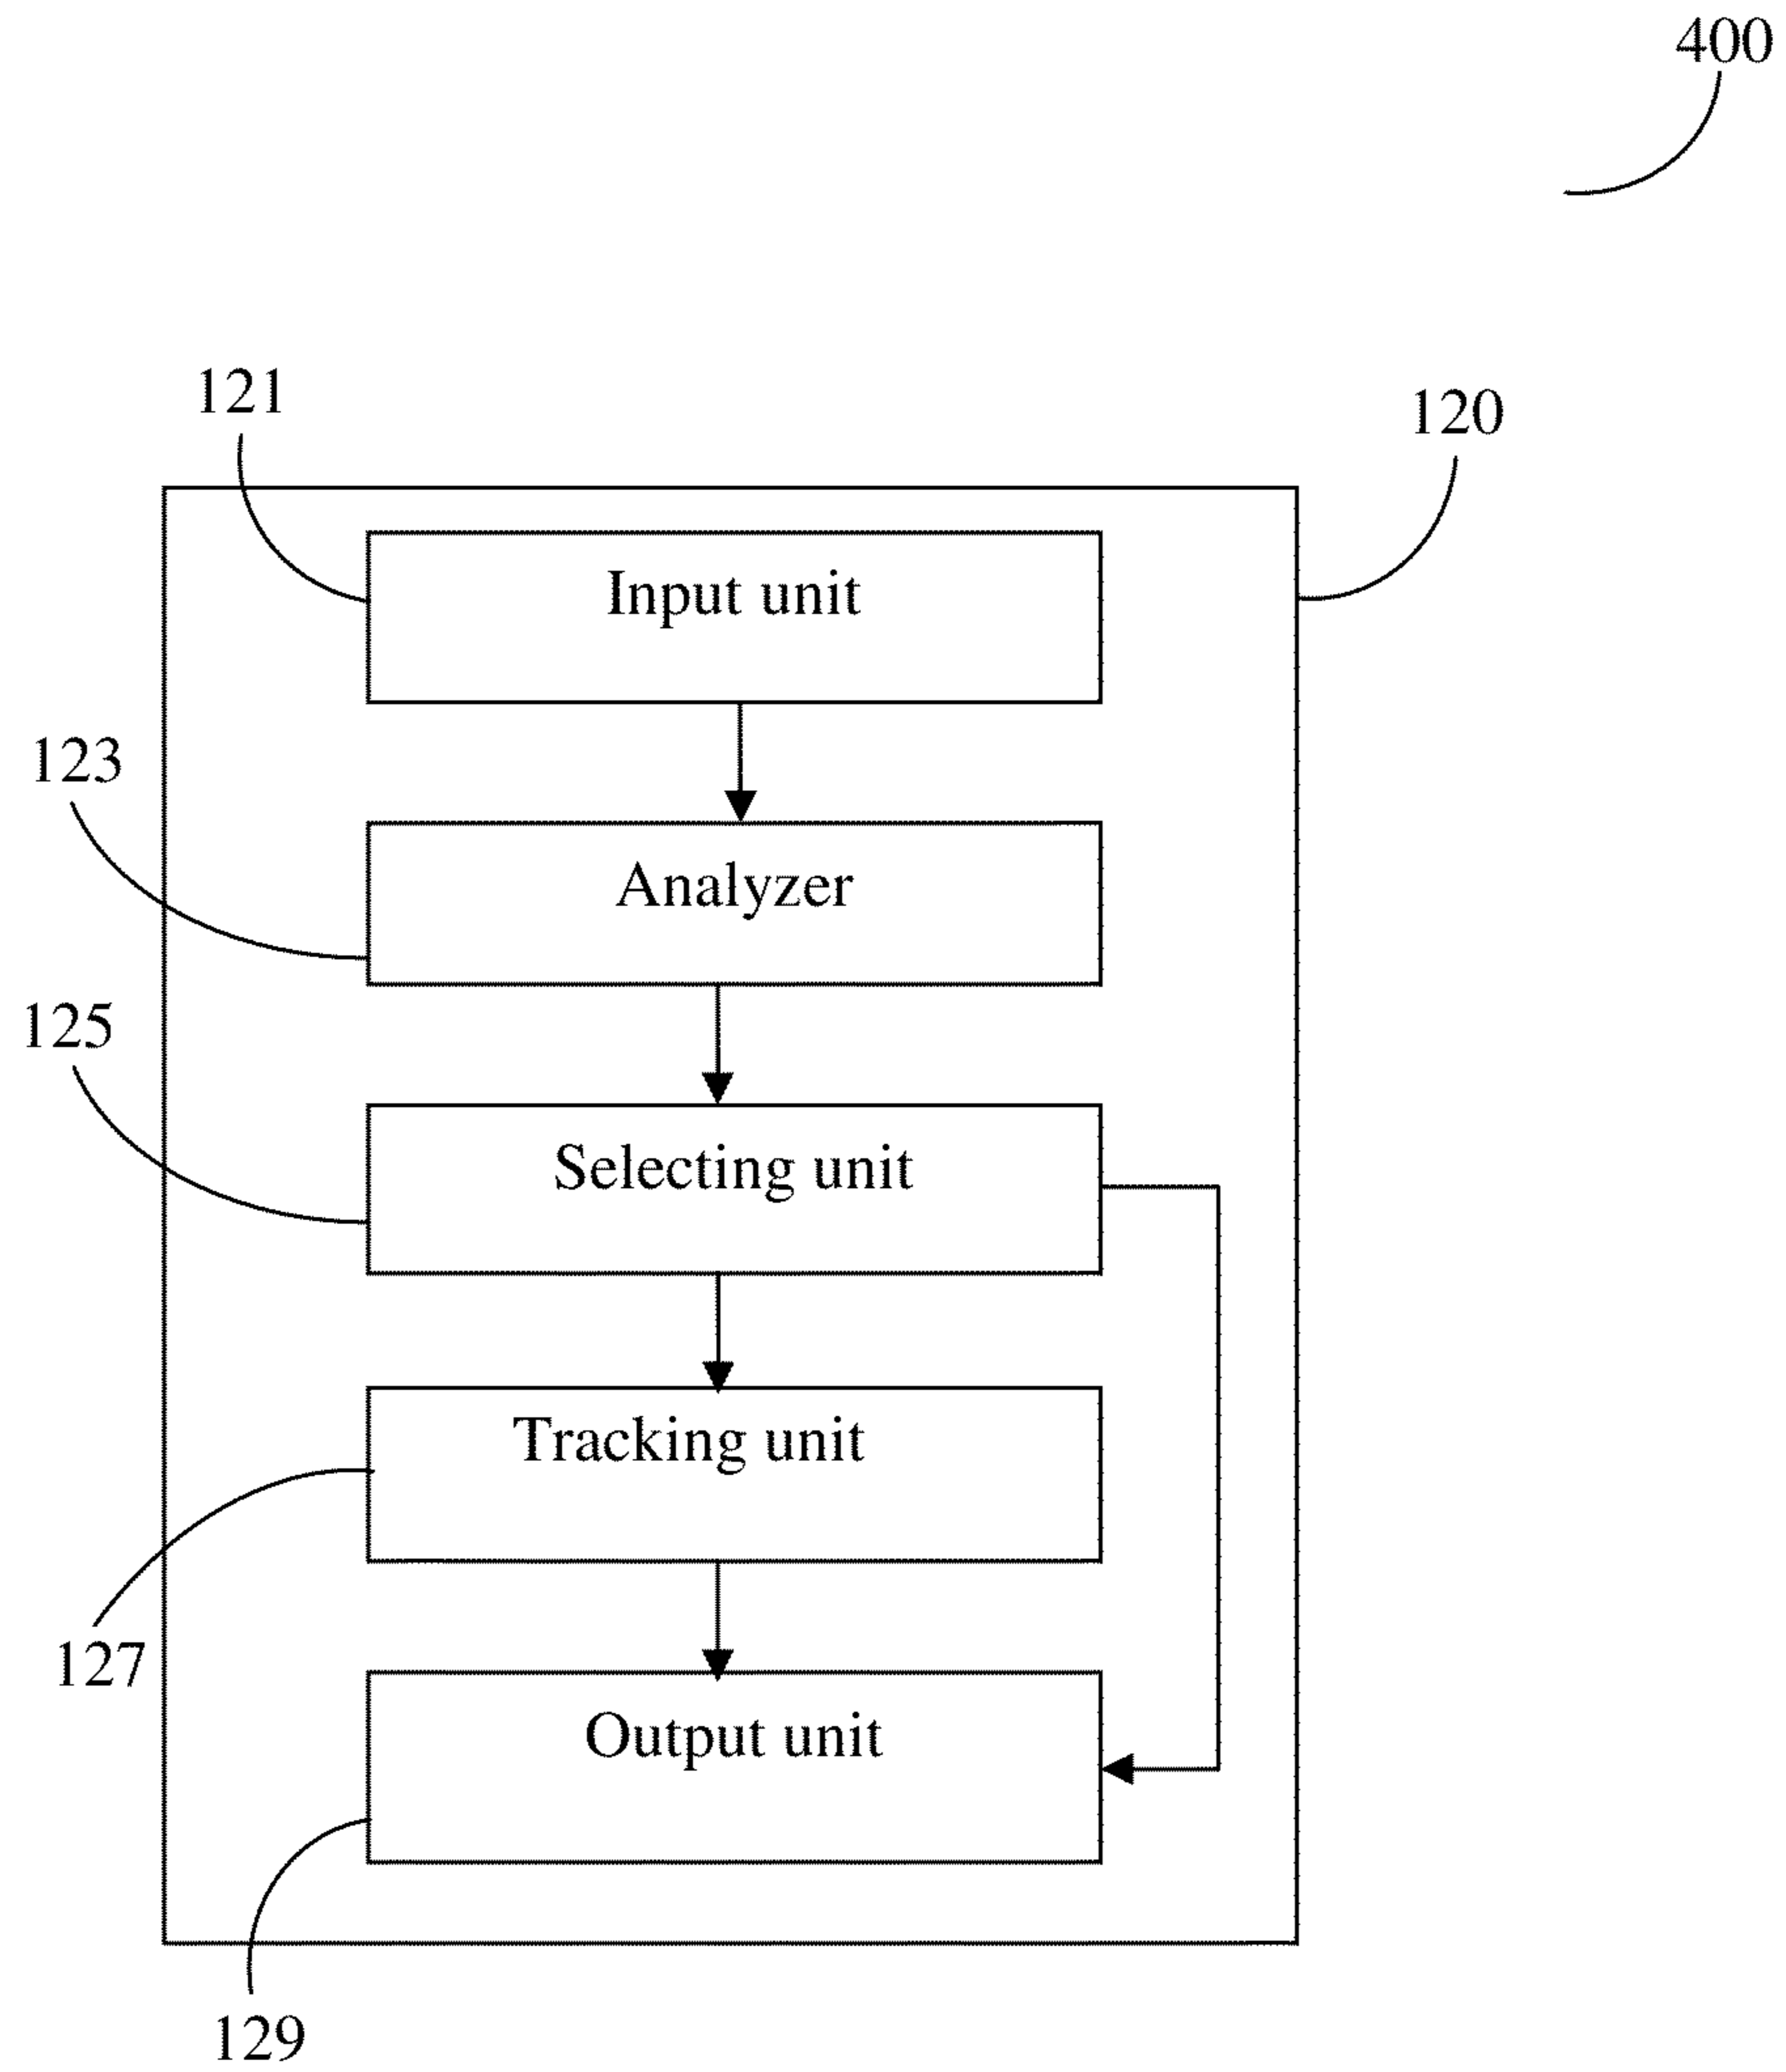 400
121
120
Input unit
123
Analyzer
125
Selecting unit
Tracking unit
127
Output unit
129